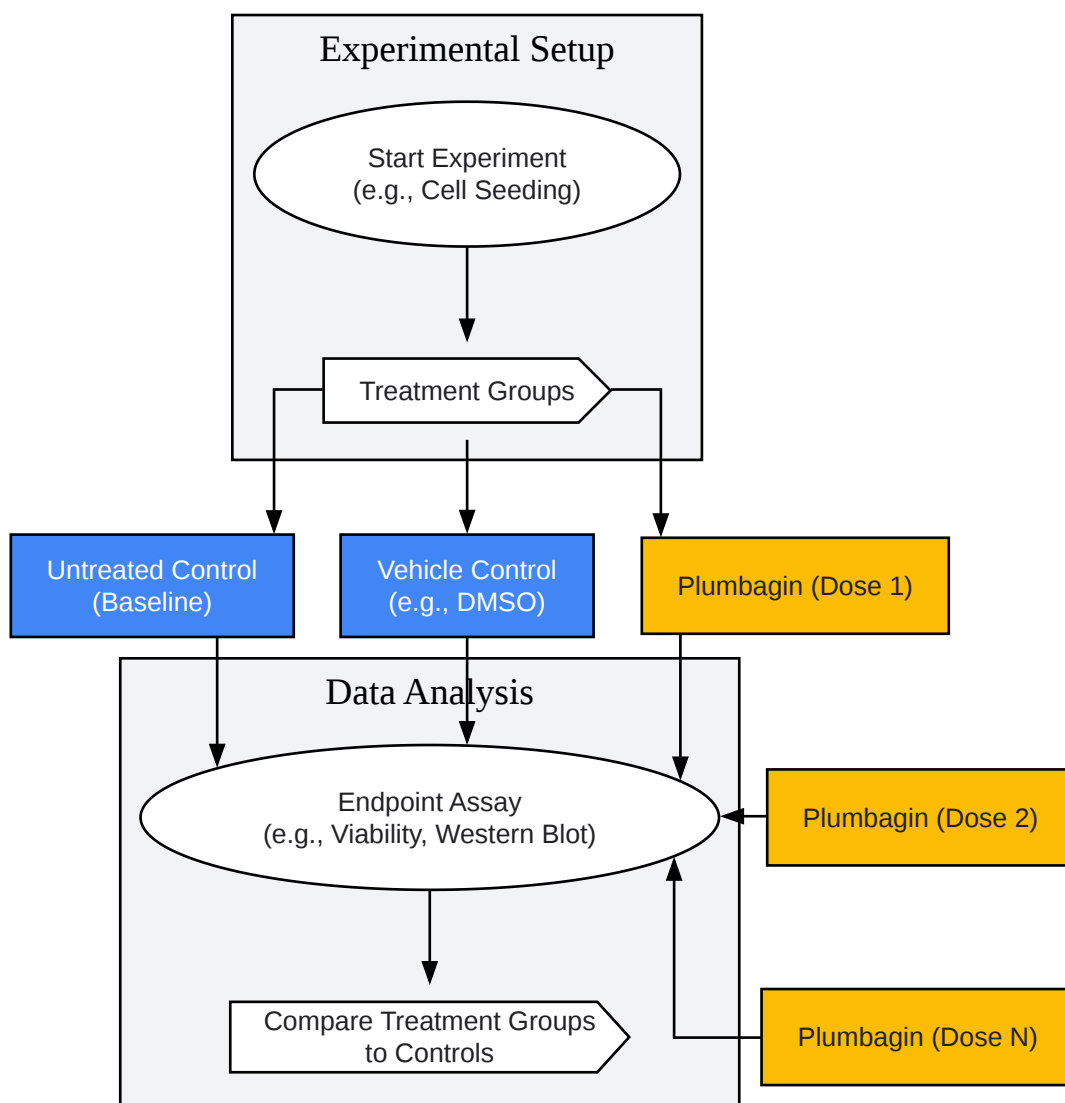 Experimental Setup
Start Experiment
(e.g., Cell Seeding)
Treatment Groups
Untreated Control
(Baseline)
Vehicle Control
(e.g., DMSO)
Plumbagin (Dose 1)
Data Analysis
Endpoint Assay
(e.g., Viability, Western Blot)
Plumbagin (Dose 2)
Compare Treatment Groups
to Controls
Plumbagin (Dose N)